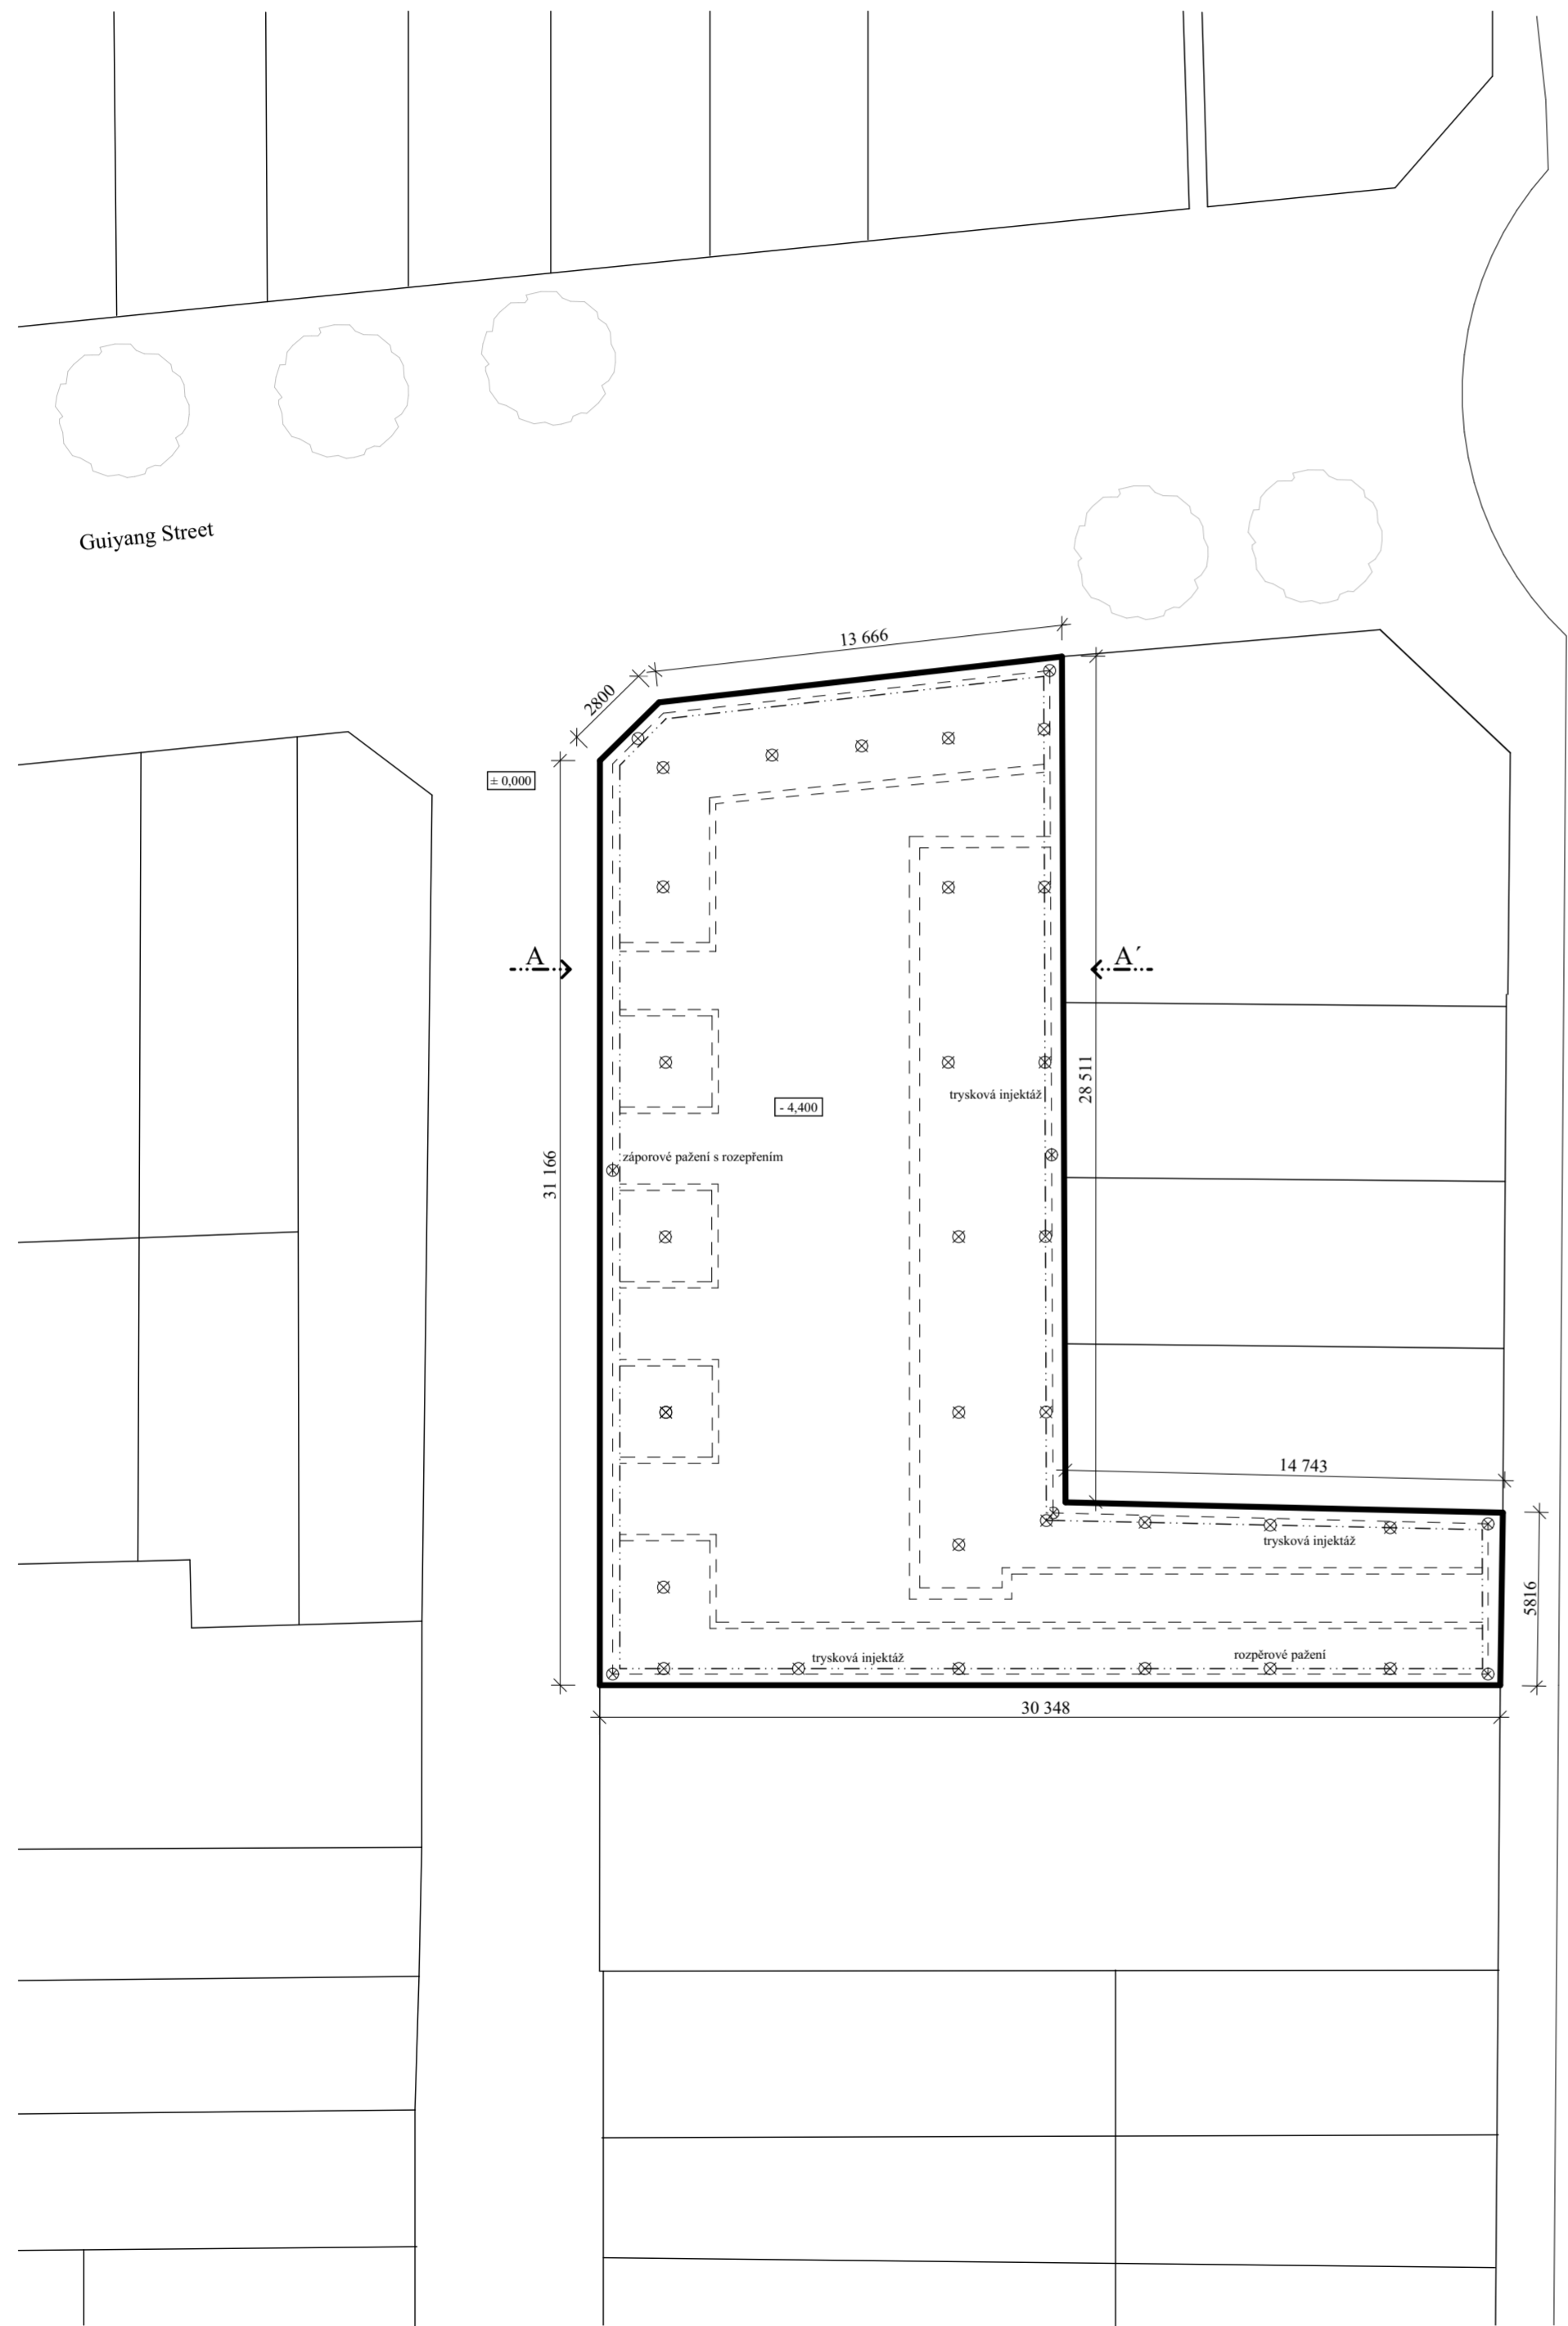 Guiyang Street
13 666
2800
± 0,000
A
A´
28 511
trysková injektáž
- 4,400
záporové pažení s rozepřením
31 166
14 743
trysková injektáž
5816
trysková injektáž
rozpěrové pažení
30 348